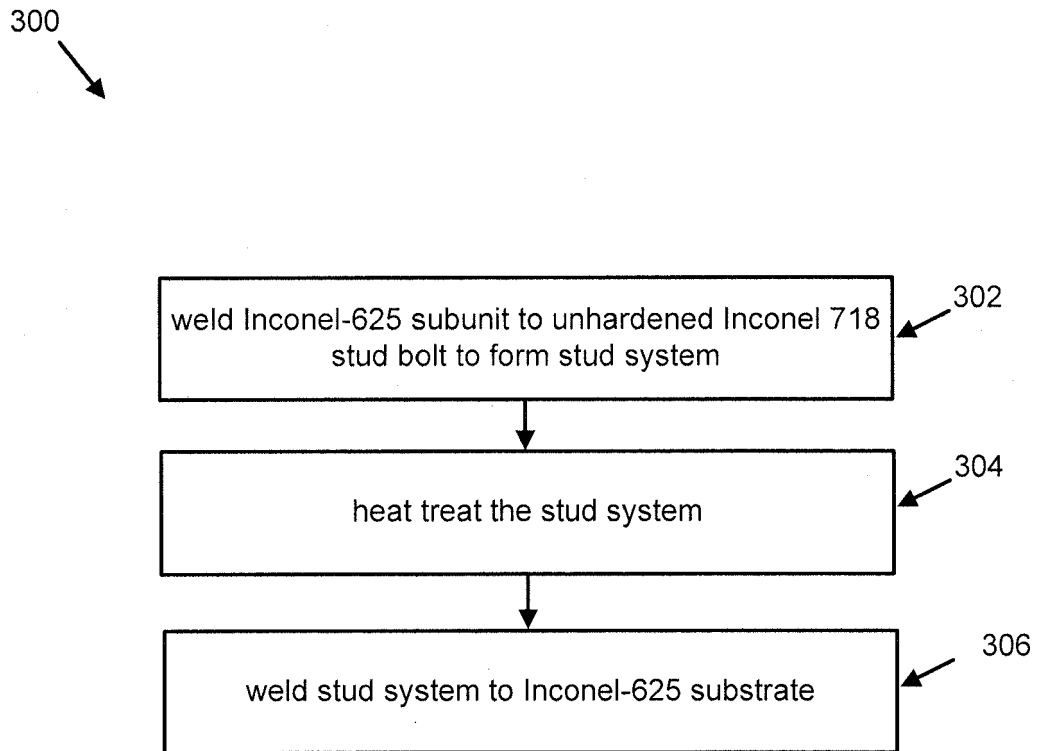 300
weld Inconel-625 subunit to unhardened Inconel 718
stud bolt to form stud system
302
heat treat the stud system
304
weld stud system to Inconel-625 substrate
306